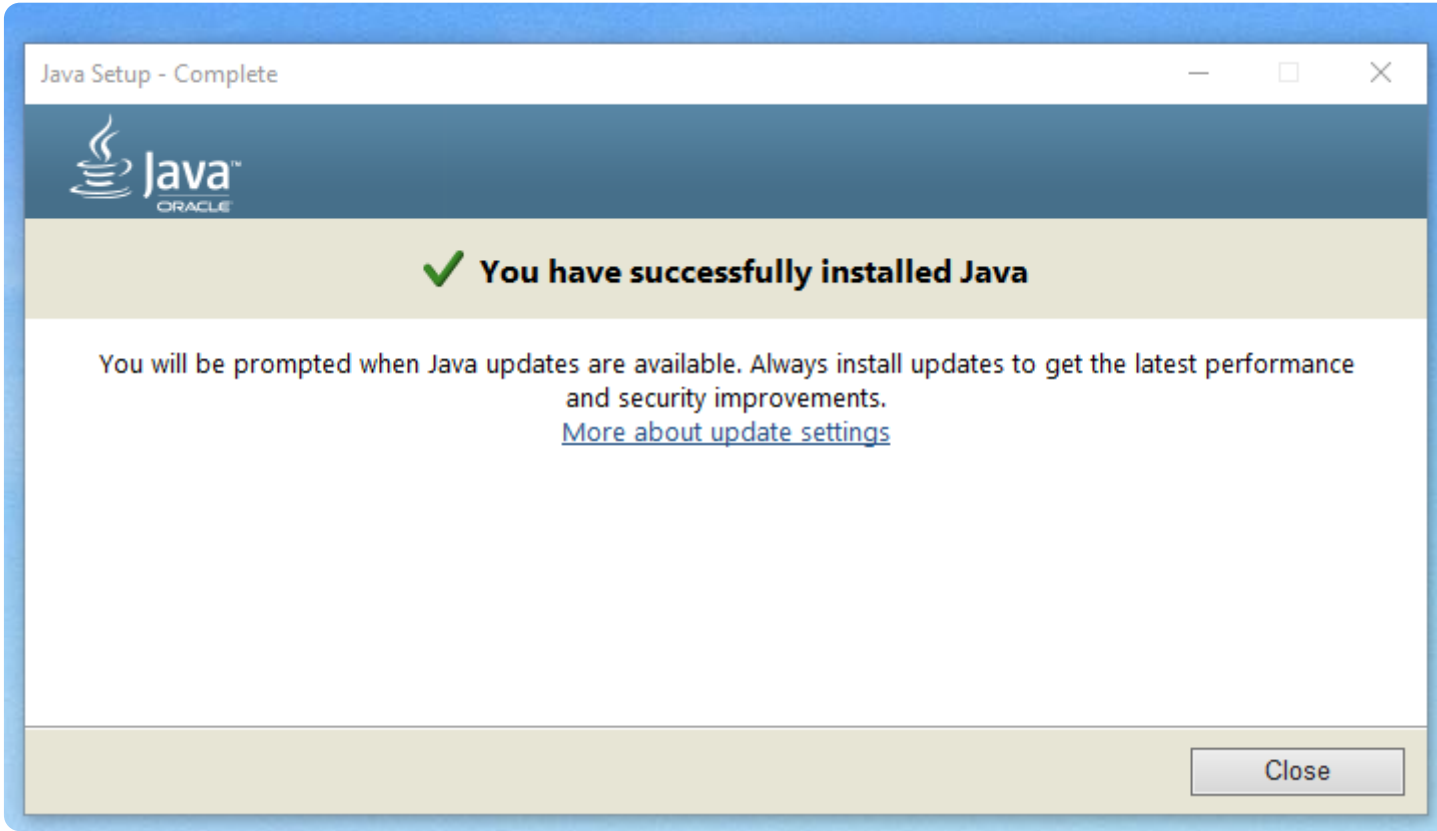 Java Setup - Complete
Java™
ORACLE
You have successfully installed Java
You will be prompted when Java updates are available. Always install updates to get the latest performance
and security improvements.
More about update settings
Close